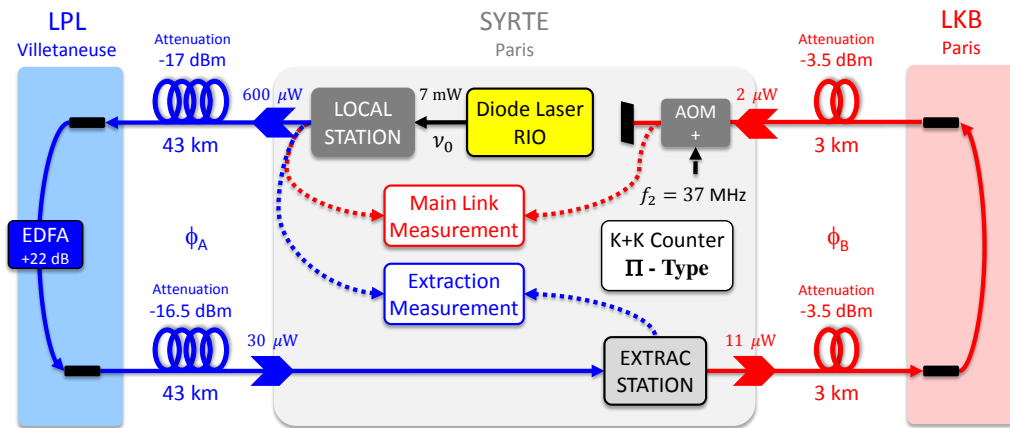 LPL
Villetaneuse
SYRTE
Paris
LKB
Paris
Attenuation
-17 dBm
43 km
600 μW
LOCAL
STATION
7 mW
ν₀
Diode Laser
RIO
AOM
+
f₂ = 37 MHz
2 μW
Attenuation
-3.5 dBm
3 km
Main Link
Measurement
EDFA
+22 dB
ϕA
K+K Counter
Π - Type
ϕB
Extraction
Measurement
Attenuation
-16.5 dBm
43 km
30 μW
EXTRAC
STATION
11 μW
Attenuation
-3.5 dBm
3 km